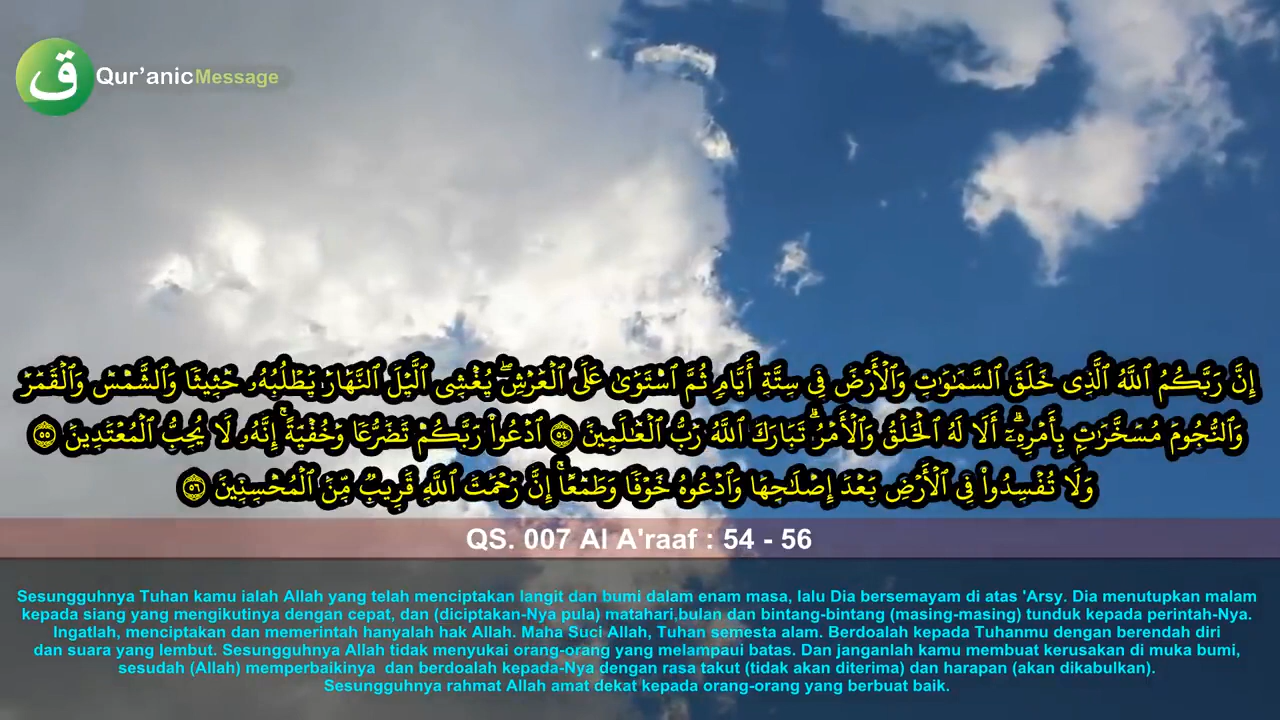 ق
Qur’anicMessage
إِنَّ رَبَّكُمُ ٱللَّهُ ٱلَّذِى خَلَقَ ٱلسَّمَـٰوَٰتِ وَٱلْأَرْضَ فِى سِتَّةِ أَيَّامٍ ثُمَّ ٱسْتَوَىٰ عَلَى ٱلْعَرْشِ ۖ يُغْشِى ٱلَّيْلَ ٱلنَّهَارَ يَطْلُبُهُۥ حَثِيثًا وَٱلشَّمْسَ وَٱلْقَمَرَ
وَٱلنُّجُومَ مُسَخَّرَٰتٍۭ بِأَمْرِهِۦٓ ۗ أَلَا لَهُ ٱلْخَلْقُ وَٱلْأَمْرُ ۗ تَبَارَكَ ٱللَّهُ رَبُّ ٱلْعَـٰلَمِينَ ٥٤ ٱدْعُوا۟ رَبَّكُمْ تَضَرُّعًا وَخُفْيَةً ۚ إِنَّهُۥ لَا يُحِبُّ ٱلْمُعْتَدِينَ ٥٥
وَلَا تُفْسِدُوا۟ فِى ٱلْأَرْضِ بَعْدَ إِصْلَـٰحِهَا وَٱدْعُوهُ خَوْفًا وَطَمَعًا ۚ إِنَّ رَحْمَتَ ٱللَّهِ قَرِيبٌ مِّنَ ٱلْمُحْسِنِينَ ٥٦
QS. 007 Al A'raaf : 54 - 56
Sesungguhnya Tuhan kamu ialah Allah yang telah menciptakan langit dan bumi dalam enam masa, lalu Dia bersemayam di atas 'Arsy. Dia menutupkan malam
kepada siang yang mengikutinya dengan cepat, dan (diciptakan-Nya pula) matahari,bulan dan bintang-bintang (masing-masing) tunduk kepada perintah-Nya.
Ingatlah, menciptakan dan memerintah hanyalah hak Allah. Maha Suci Allah, Tuhan semesta alam. Berdoalah kepada Tuhanmu dengan berendah diri
dan suara yang lembut. Sesungguhnya Allah tidak menyukai orang-orang yang melampaui batas. Dan janganlah kamu membuat kerusakan di muka bumi,
sesudah (Allah) memperbaikinya  dan berdoalah kepada-Nya dengan rasa takut (tidak akan diterima) dan harapan (akan dikabulkan).
Sesungguhnya rahmat Allah amat dekat kepada orang-orang yang berbuat baik.